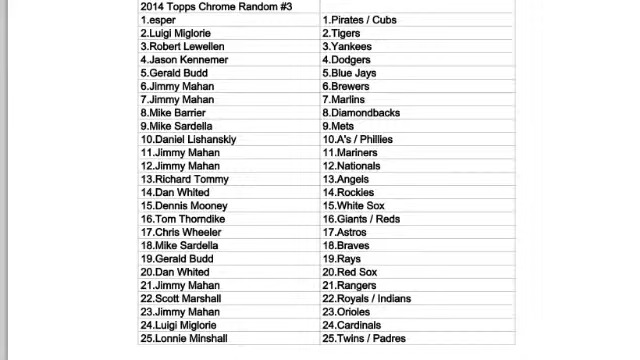 2014 Topps Chrome Random #3
1.esper 1.Pirates / Cubs
2.Luigi Miglorie 2.Tigers
3.Robert Lewellen 3.Yankees
4.Jason Kennemer 4.Dodgers
5.Gerald Budd 5.Blue Jays
6.Jimmy Mahan 6.Brewers
7.Jimmy Mahan 7.Marlins
8.Mike Barrier 8.Diamondbacks
9.Mike Sardella 9.Mets
10.Daniel Lishanskiy 10.A's / Phillies
11.Jimmy Mahan 11.Mariners
12.Jimmy Mahan 12.Nationals
13.Richard Tommy 13.Angels
14.Dan Whited 14.Rockies
15.Dennis Mooney 15.White Sox
16.Tom Thorndike 16.Giants / Reds
17.Chris Wheeler 17.Astros
18.Mike Sardella 18.Braves
19.Gerald Budd 19.Rays
20.Dan Whited 20.Red Sox
21.Jimmy Mahan 21.Rangers
22.Scott Marshall 22.Royals / Indians
23.Jimmy Mahan 23.Orioles
24.Luigi Miglorie 24.Cardinals
25.Lonnie Minshall 25.Twins / Padres